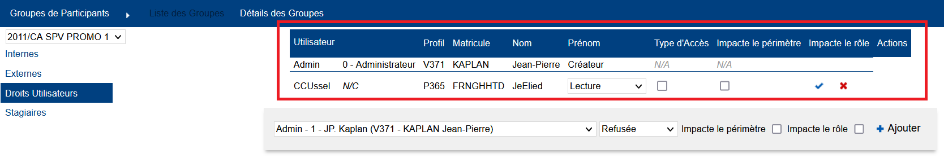 Groupes de Participants Liste des Groupes Détails des Groupes
2011/CA SPV PROMO 1
Internes
Externes
Droits Utilisateurs
Stagiaires
Utilisateur Profil Matricule Nom Prénom Type d'Accès Impacte le périmètre Impacte le rôle Actions
Admin 0 - Administrateur V371 KAPLAN Jean-Pierre Créateur N/A N/A
CCUssel N/C P365 FRNGHHTD JeElied Lecture
Admin - 1 - JP. Kaplan (V371 - KAPLAN Jean-Pierre) Refusée Impacte le périmètre Impacte le rôle + Ajouter